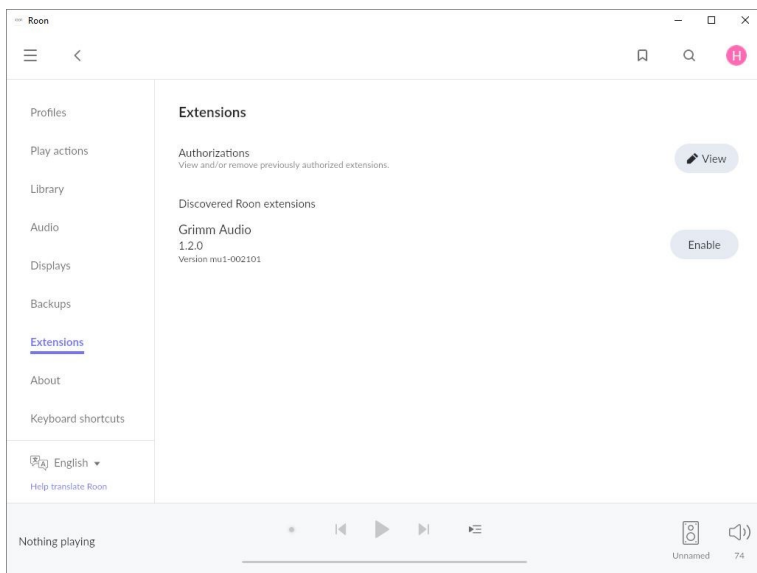 Roon
H
Profiles
Play actions
Library
Audio
Displays
Backups
Extensions
About
Keyboard shortcuts
English
Help translate Roon
Extensions
Authorizations
View and/or remove previously authorized extensions.
View
Discovered Roon extensions
Grimm Audio
1.2.0
Version mu1-002101
Enable
Nothing playing
Unnamed
74